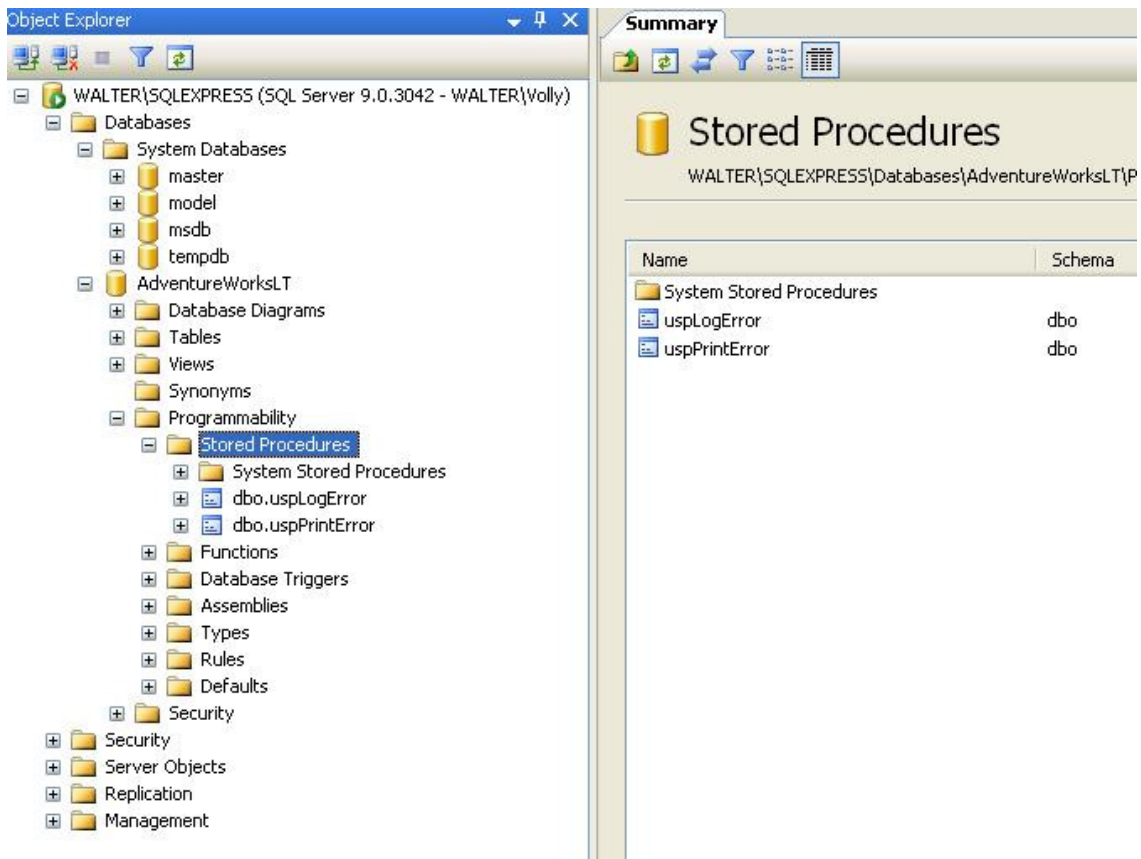 Object Explorer
WALTER\SQLEXPRESS (SQL Server 9.0.3042 - WALTER\Volly)
Databases
System Databases
master
model
msdb
tempdb
AdventureWorksLT
Database Diagrams
Tables
Views
Synonyms
Programmability
Stored Procedures
System Stored Procedures
dbo.uspLogError
dbo.uspPrintError
Functions
Database Triggers
Assemblies
Types
Rules
Defaults
Security
Security
Server Objects
Replication
Management
Summary
Stored Procedures
WALTER\SQLEXPRESS\Databases\AdventureWorksLT\P
Name Schema
System Stored Procedures
uspLogError dbo
uspPrintError dbo